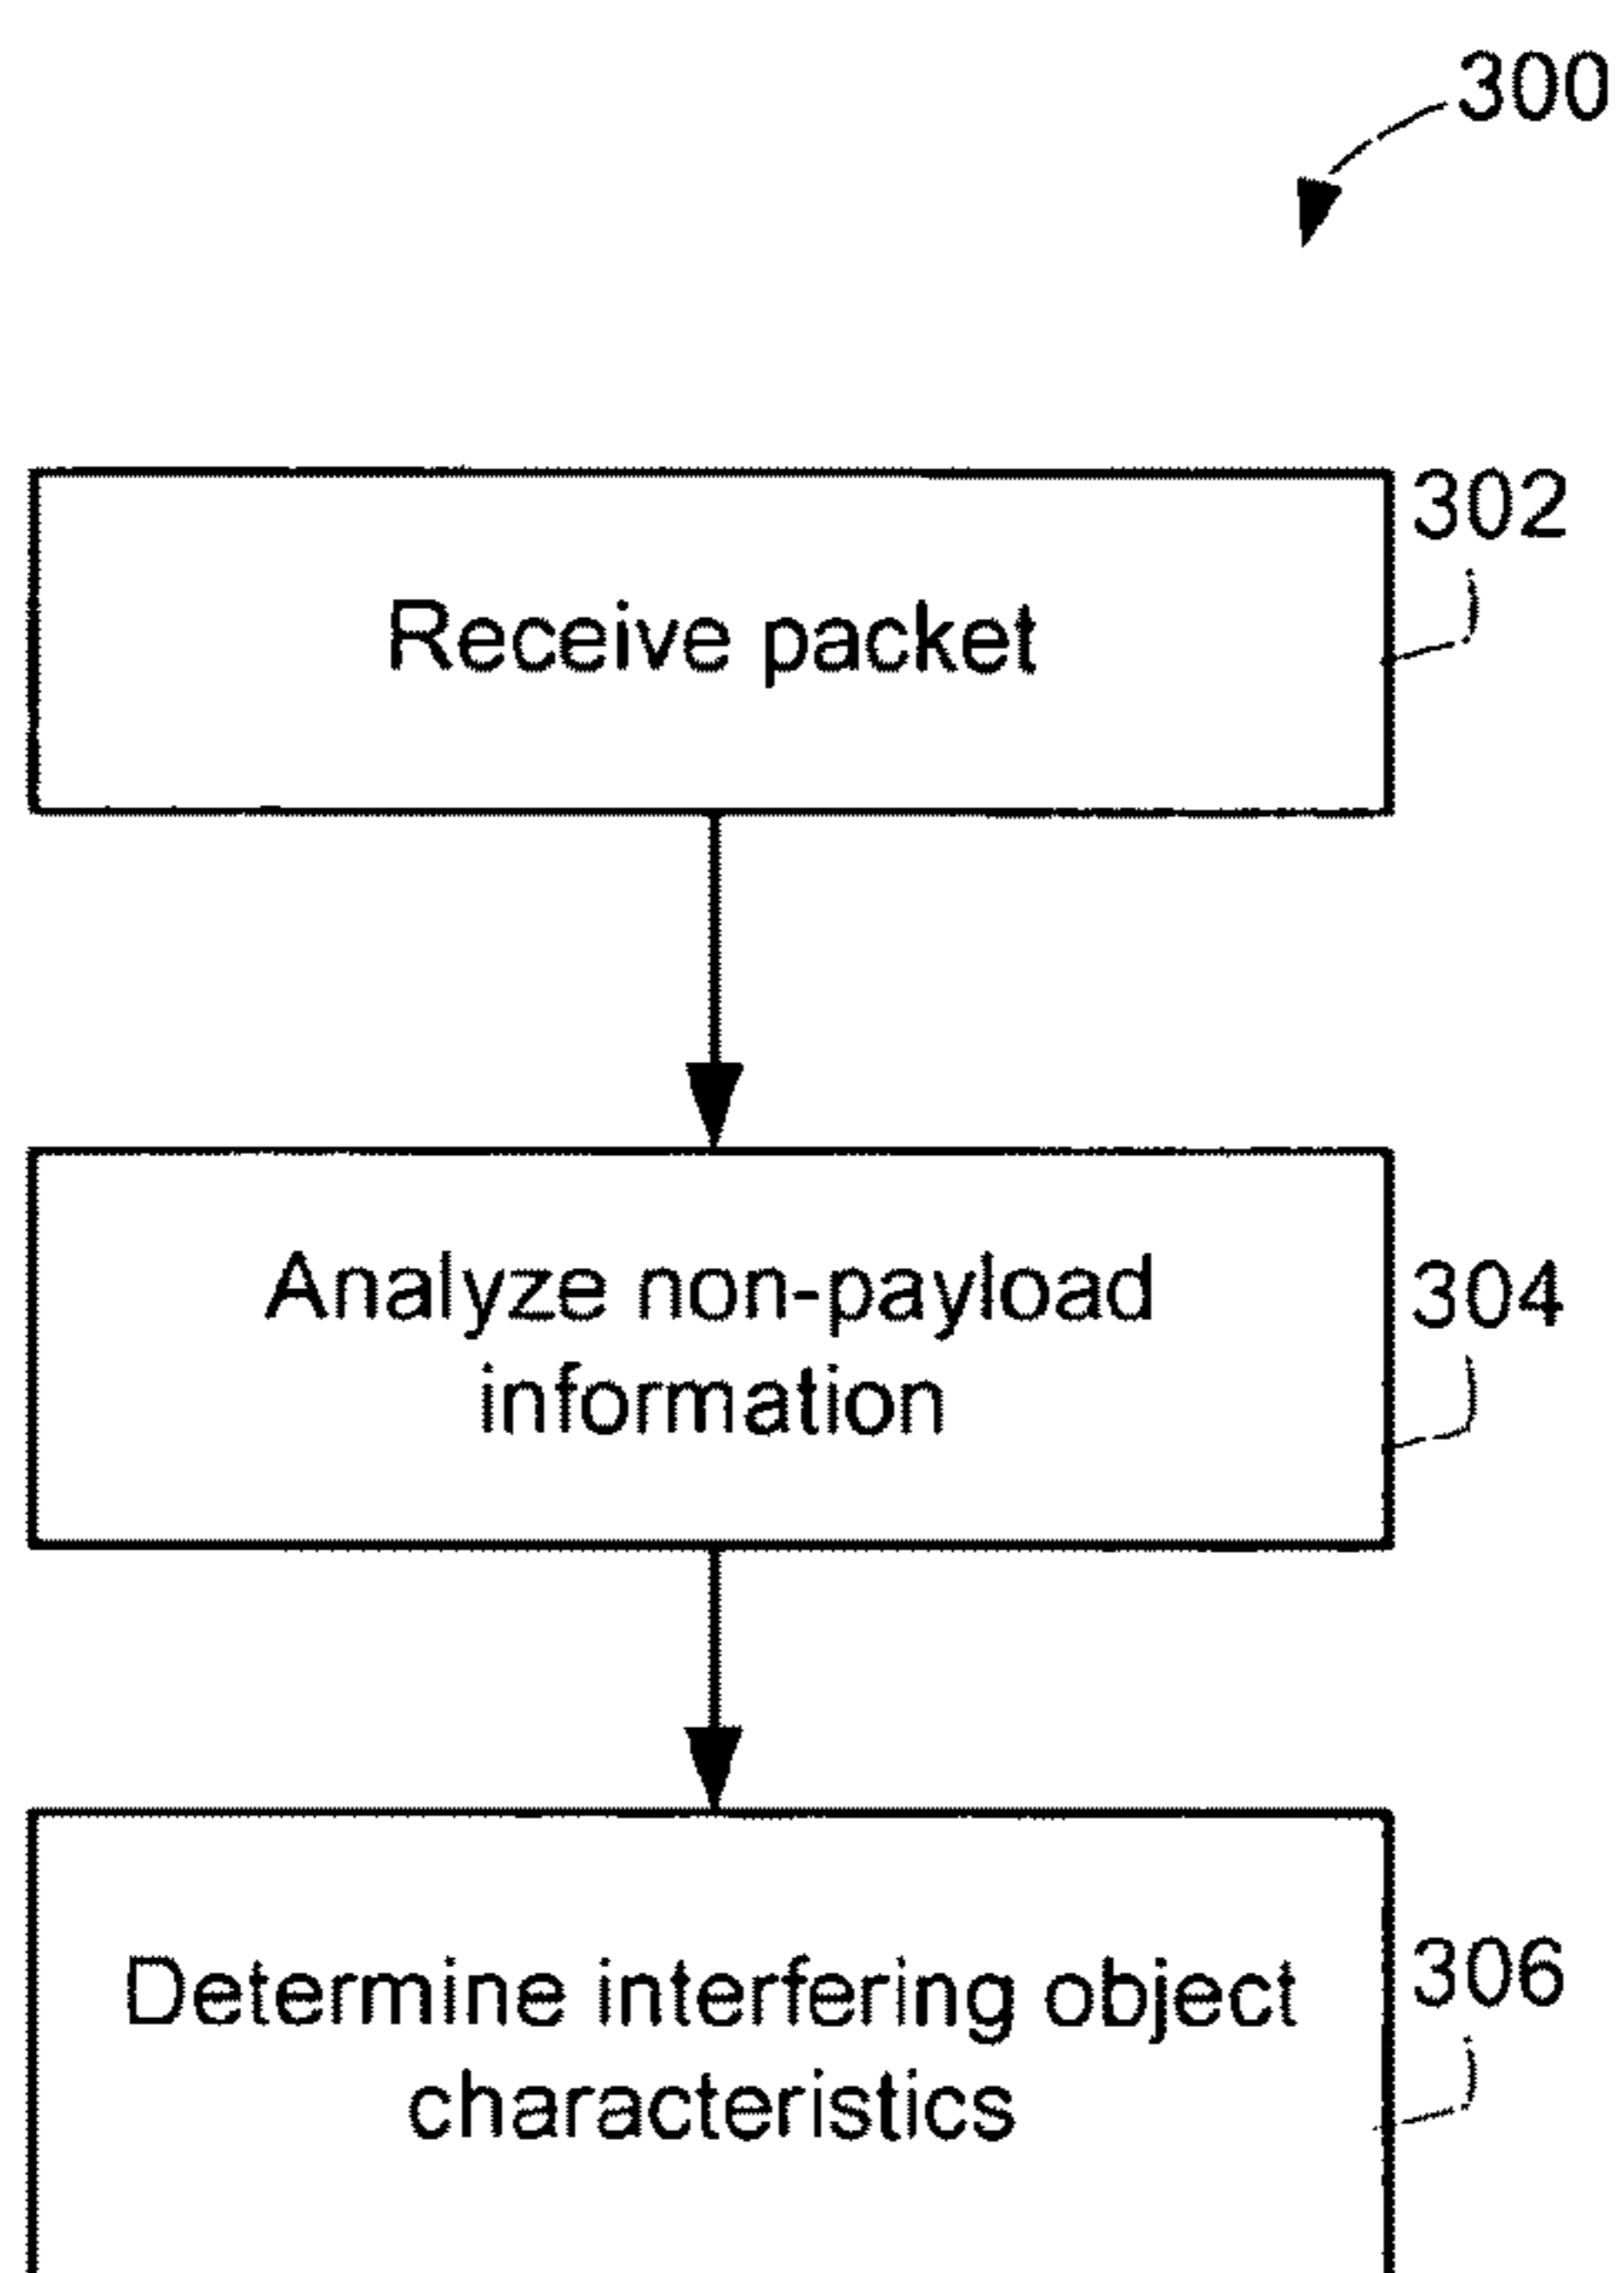 300
302
Receive packet
Analyze non-payload
information
304
Determine interfering object
characteristics
306